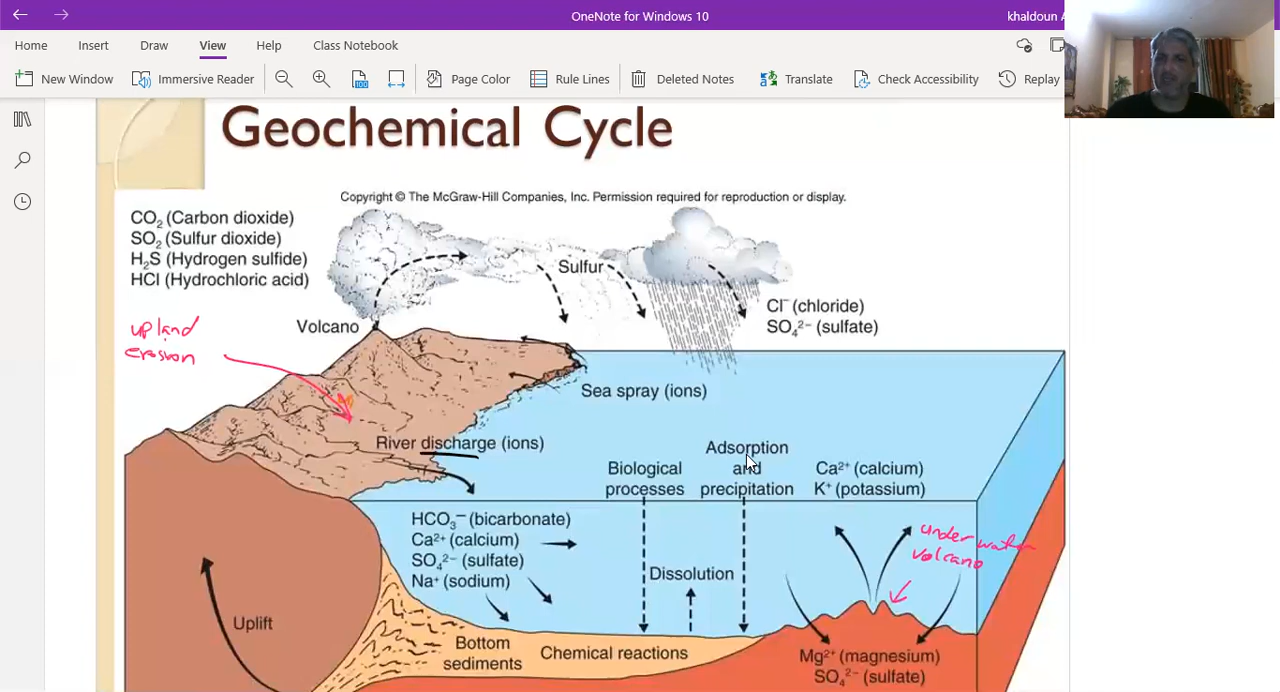 OneNote for Windows 10
khaldoun A
Home Insert Draw View Help Class Notebook
New Window Immersive Reader 100 Page Color Rule Lines Deleted Notes Translate Check Accessibility Replay
Geochemical Cycle
Copyright © The McGraw-Hill Companies, Inc. Permission required for reproduction or display.
CO₂ (Carbon dioxide)
SO₂ (Sulfur dioxide)
H₂S (Hydrogen sulfide)
HCl (Hydrochloric acid)
Sulfur
Cl⁻ (chloride)
SO₄²⁻ (sulfate)
Volcano
upland
erosion
Sea spray (ions)
River discharge (ions)
Biological
processes
Adsorption
and
precipitation
Ca²⁺ (calcium)
K⁺ (potassium)
HCO₃⁻ (bicarbonate)
Ca²⁺ (calcium)
SO₄²⁻ (sulfate)
Na⁺ (sodium)
under water
volcano
Dissolution
Uplift
Bottom
sediments
Chemical reactions
Mg²⁺ (magnesium)
SO₄²⁻ (sulfate)